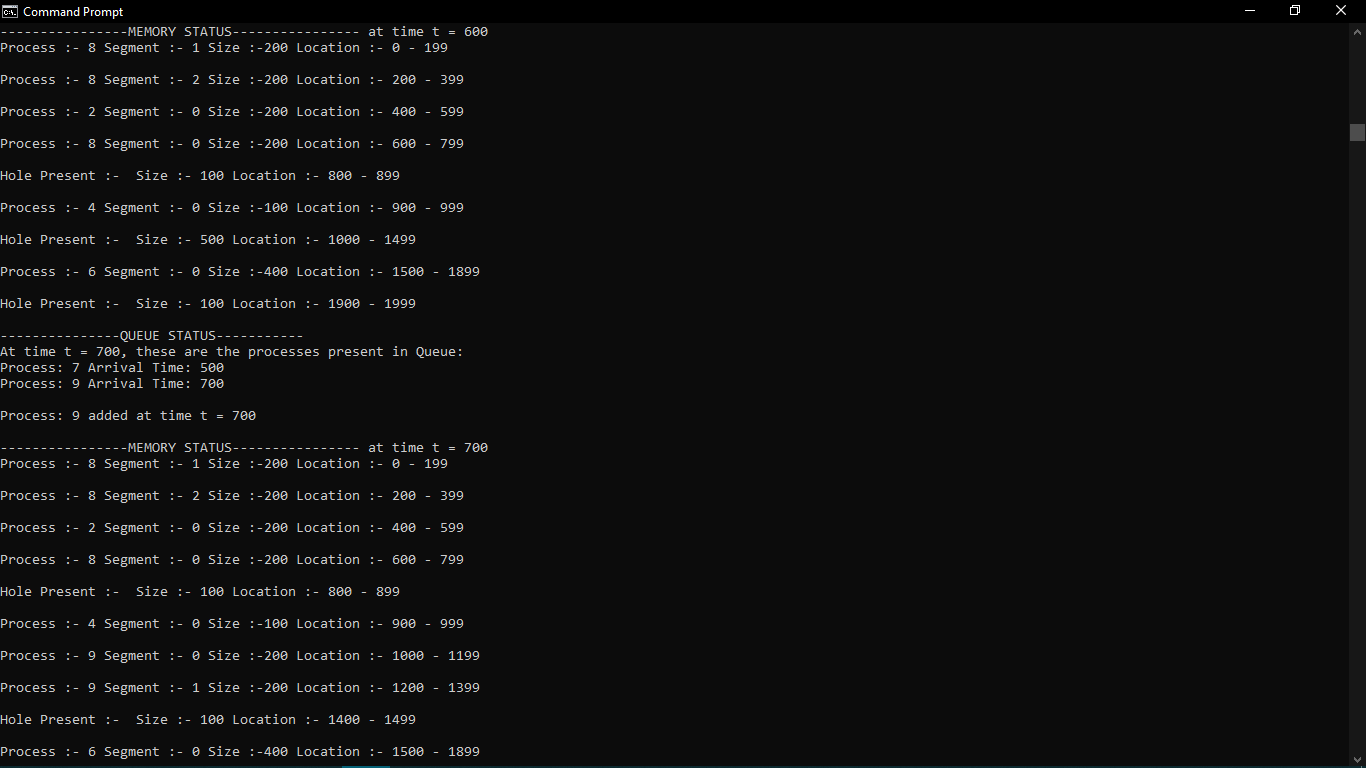 Command Prompt
----------------MEMORY STATUS---------------- at time t = 600
Process :- 8 Segment :- 1 Size :-200 Location :- 0 - 199
Process :- 8 Segment :- 2 Size :-200 Location :- 200 - 399
Process :- 2 Segment :- 0 Size :-200 Location :- 400 - 599
Process :- 8 Segment :- 0 Size :-200 Location :- 600 - 799
Hole Present :-  Size :- 100 Location :- 800 - 899
Process :- 4 Segment :- 0 Size :-100 Location :- 900 - 999
Hole Present :-  Size :- 500 Location :- 1000 - 1499
Process :- 6 Segment :- 0 Size :-400 Location :- 1500 - 1899
Hole Present :-  Size :- 100 Location :- 1900 - 1999
---------------QUEUE STATUS-----------
At time t = 700, these are the processes present in Queue:
Process: 7 Arrival Time: 500
Process: 9 Arrival Time: 700
Process: 9 added at time t = 700
----------------MEMORY STATUS---------------- at time t = 700
Process :- 8 Segment :- 1 Size :-200 Location :- 0 - 199
Process :- 8 Segment :- 2 Size :-200 Location :- 200 - 399
Process :- 2 Segment :- 0 Size :-200 Location :- 400 - 599
Process :- 8 Segment :- 0 Size :-200 Location :- 600 - 799
Hole Present :-  Size :- 100 Location :- 800 - 899
Process :- 4 Segment :- 0 Size :-100 Location :- 900 - 999
Process :- 9 Segment :- 0 Size :-200 Location :- 1000 - 1199
Process :- 9 Segment :- 1 Size :-200 Location :- 1200 - 1399
Hole Present :-  Size :- 100 Location :- 1400 - 1499
Process :- 6 Segment :- 0 Size :-400 Location :- 1500 - 1899